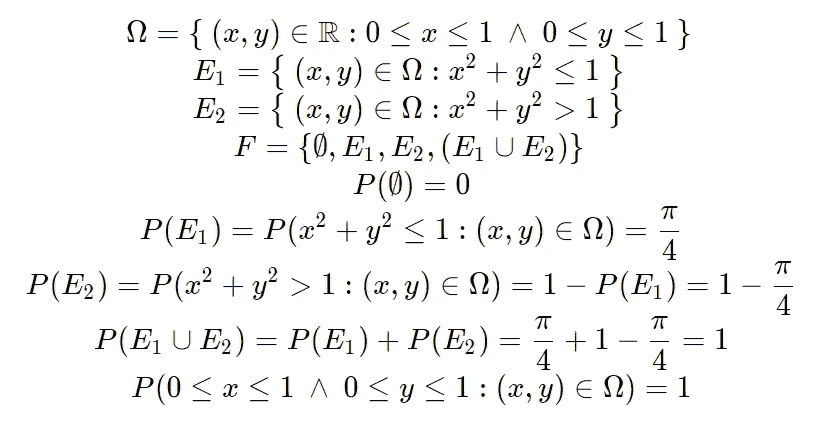 Ω = { (x, y) ∈ ℝ : 0 ≤ x ≤ 1 ∧ 0 ≤ y ≤ 1 }
E₁ = { (x, y) ∈ Ω : x² + y² ≤ 1 }
E₂ = { (x, y) ∈ Ω : x² + y² > 1 }
F = {∅, E₁, E₂, (E₁ ∪ E₂)}
P(∅) = 0
P(E₁) = P(x² + y² ≤ 1 : (x, y) ∈ Ω) = π/4
P(E₂) = P(x² + y² > 1 : (x, y) ∈ Ω) = 1 − P(E₁) = 1 − π/4
P(E₁ ∪ E₂) = P(E₁) + P(E₂) = π/4 + 1 − π/4 = 1
P(0 ≤ x ≤ 1 ∧ 0 ≤ y ≤ 1 : (x, y) ∈ Ω) = 1